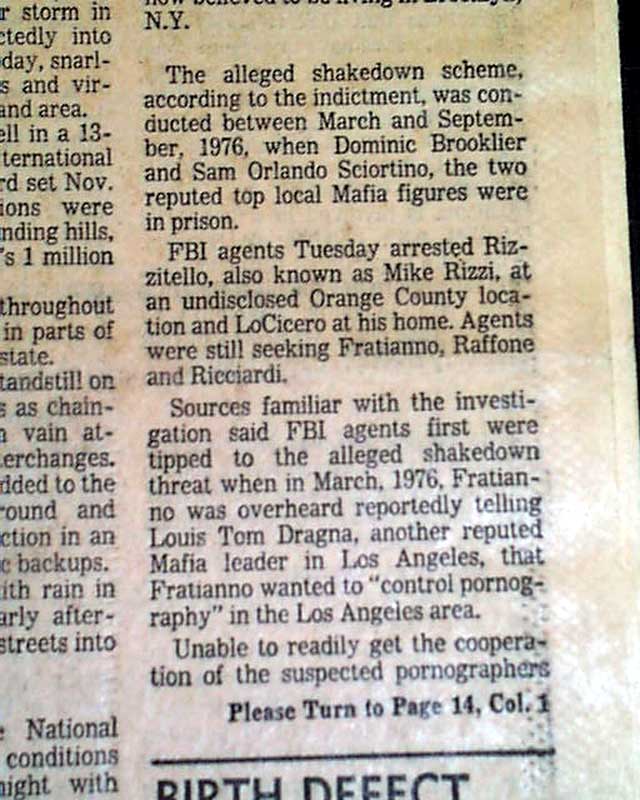 r storm in
ctedly into
day, snarl-
s and vir-
and area.
ell in a 13-
ternational
rd set Nov.
ions were
nding hills,
's 1 million
throughout
in parts of
state.
tandstill on
s as chain-
n vain at-
erchanges.
dded to the
round and
ction in an
c backups.
ith rain in
arly after-
streets into
e National
conditions
night with
now believed to be living in Brooklyn,
N.Y.
The alleged shakedown scheme,
according to the indictment, was con-
ducted between March and Septem-
ber, 1976, when Dominic Brooklier
and Sam Orlando Sciortino, the two
reputed top local Mafia figures were
in prison.
FBI agents Tuesday arrested Riz-
zitello, also known as Mike Rizzi, at
an undisclosed Orange County loca-
tion and LoCicero at his home. Agents
were still seeking Fratianno, Raffone
and Ricciardi.
Sources familiar with the investi-
gation said FBI agents first were
tipped to the alleged shakedown
threat when in March, 1976, Fratian-
no was overheard reportedly telling
Louis Tom Dragna, another reputed
Mafia leader in Los Angeles, that
Fratianno wanted to "control pornog-
raphy" in the Los Angeles area.
Unable to readily get the coopera-
tion of the suspected pornographers
Please Turn to Page 14, Col. 1
BIRTH DEFECT